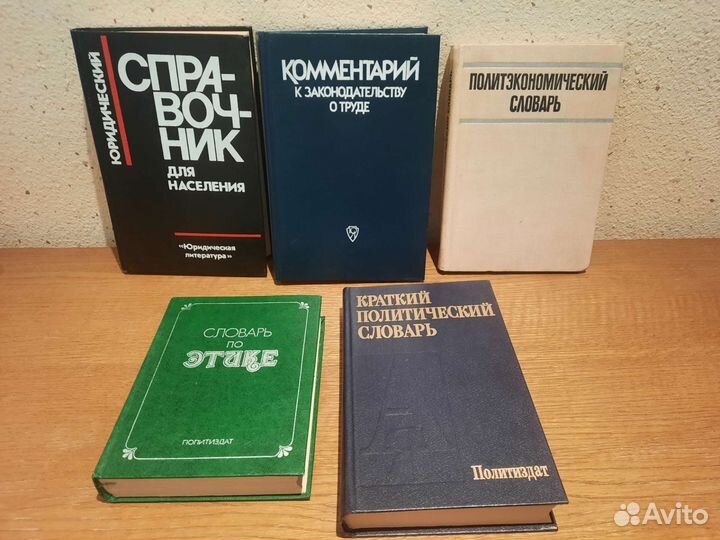 ЮРИДИЧЕСКИЙ
СПРА-
ВОЧ-
НИК
ДЛЯ
НАСЕЛЕНИЯ
"Юридическая
литература"
КОММЕНТАРИЙ
К ЗАКОНОДАТЕЛЬСТВУ
О ТРУДЕ
ПОЛИТЭКОНОМИЧЕСКИЙ
СЛОВАРЬ
СЛОВАРЬ
ПО
ЭТИКЕ
ПОЛИТИЗДАТ
КРАТКИЙ
ПОЛИТИЧЕСКИЙ
СЛОВАРЬ
Политиздат
Avito